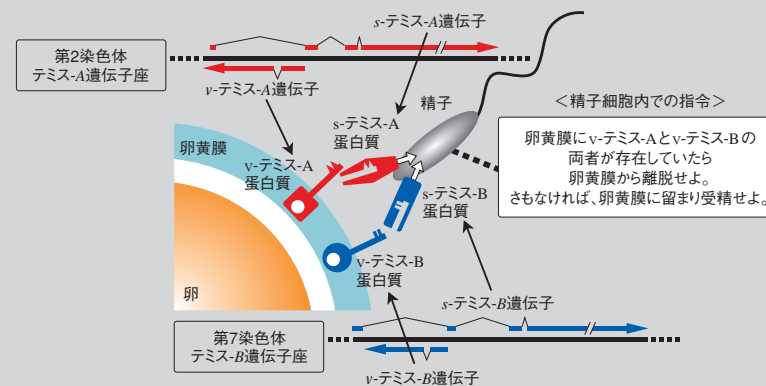 s-テミス-A遺伝子
第2染色体
テミス-A遺伝子座
v-テミス-A遺伝子
精子
＜精子細胞内での指令＞
s-テミス-A
蛋白質
卵黄膜にv-テミス-Aとv-テミス-Bの
両者が存在していたら
卵黄膜から離脱せよ。
さもなければ、卵黄膜に留まり受精せよ。
卵黄膜
v-テミス-A
蛋白質
s-テミス-B
蛋白質
v-テミス-B
蛋白質
卵
s-テミス-B遺伝子
第7染色体
テミス-B遺伝子座
v-テミス-B遺伝子